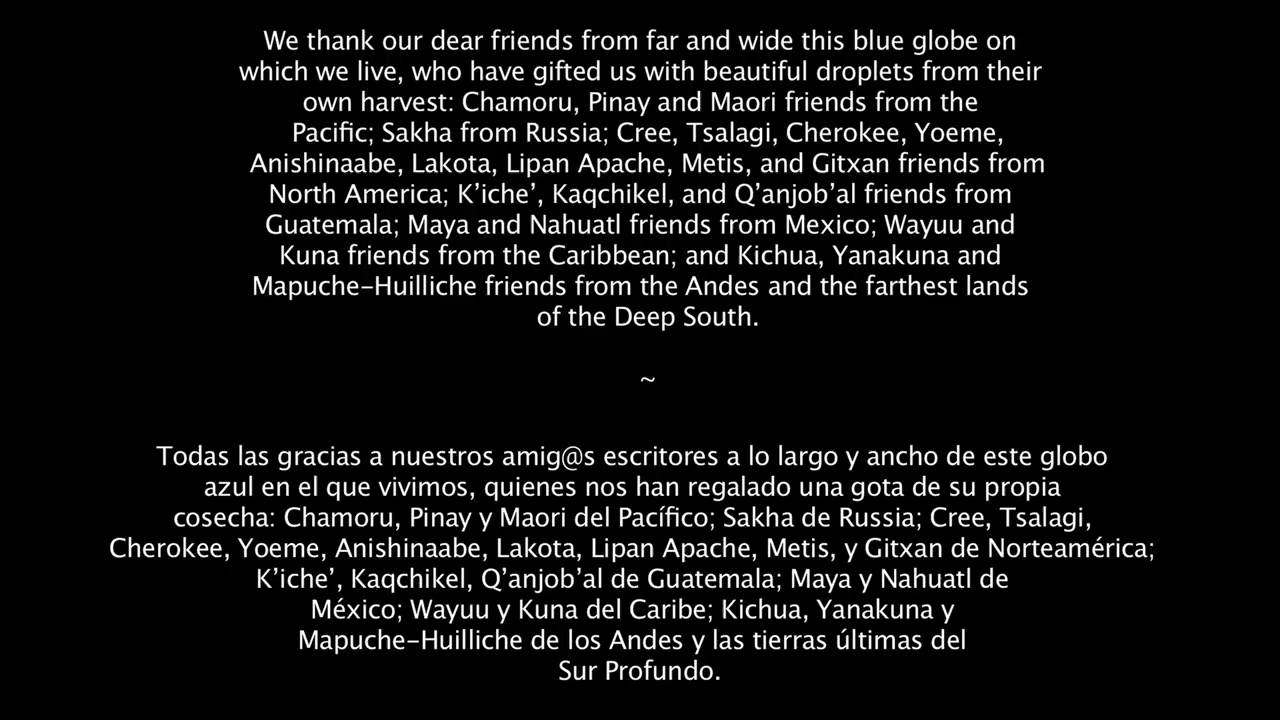 We thank our dear friends from far and wide this blue globe on
which we live, who have gifted us with beautiful droplets from their
own harvest: Chamoru, Pinay and Maori friends from the
Pacific; Sakha from Russia; Cree, Tsalagi, Cherokee, Yoeme,
Anishinaabe, Lakota, Lipan Apache, Metis, and Gitxan friends from
North America; K’iche’, Kaqchikel, and Q’anjob’al friends from
Guatemala; Maya and Nahuatl friends from Mexico; Wayuu and
Kuna friends from the Caribbean; and Kichua, Yanakuna and
Mapuche-Huilliche friends from the Andes and the farthest lands
of the Deep South.
~
Todas las gracias a nuestros amig@s escritores a lo largo y ancho de este globo
azul en el que vivimos, quienes nos han regalado una gota de su propia
cosecha: Chamoru, Pinay y Maori del Pacífico; Sakha de Russia; Cree, Tsalagi,
Cherokee, Yoeme, Anishinaabe, Lakota, Lipan Apache, Metis, y Gitxan de Norteamérica;
K’iche’, Kaqchikel, Q’anjob’al de Guatemala; Maya y Nahuatl de
México; Wayuu y Kuna del Caribe; Kichua, Yanakuna y
Mapuche-Huilliche de los Andes y las tierras últimas del
Sur Profundo.